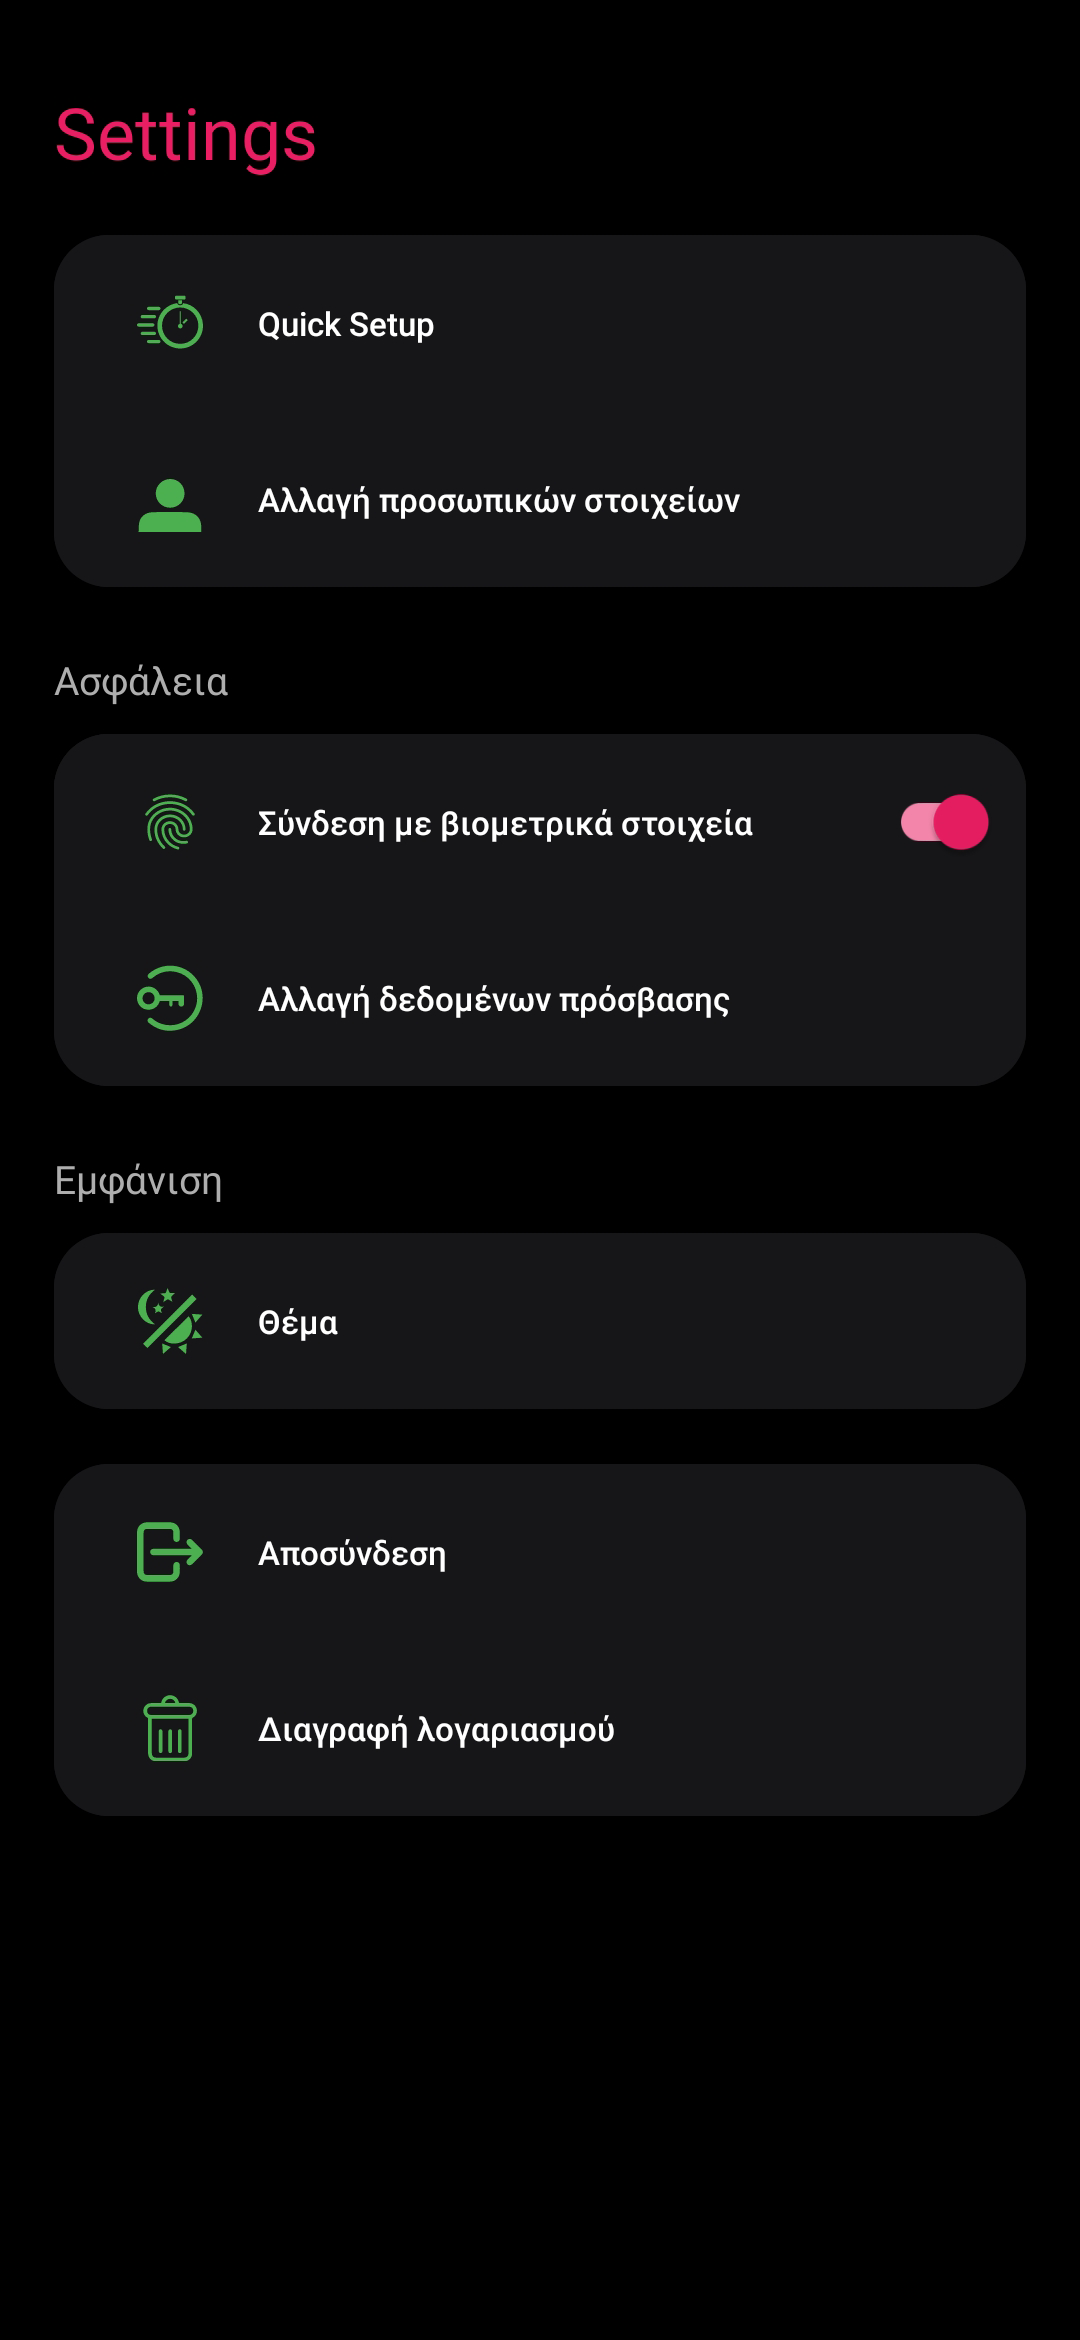 Settings
Quick Setup
Αλλαγή προσωπικών στοιχείων
Ασφάλεια
Σύνδεση με βιομετρικά στοιχεία
Αλλαγή δεδομένων πρόσβασης
Εμφάνιση
Θέμα
Αποσύνδεση
Διαγραφή λογαριασμού